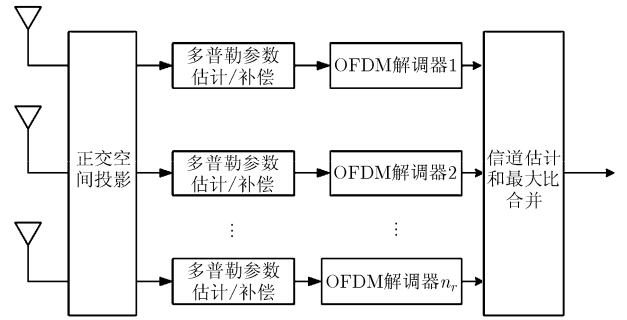 多普勒参数
估计/补偿
OFDM解调器1
正交空
间投影
多普勒参数
估计/补偿
OFDM解调器2
信道估计
和最大比
合并
⋮
⋮
多普勒参数
估计/补偿
OFDM解调器nᵣ